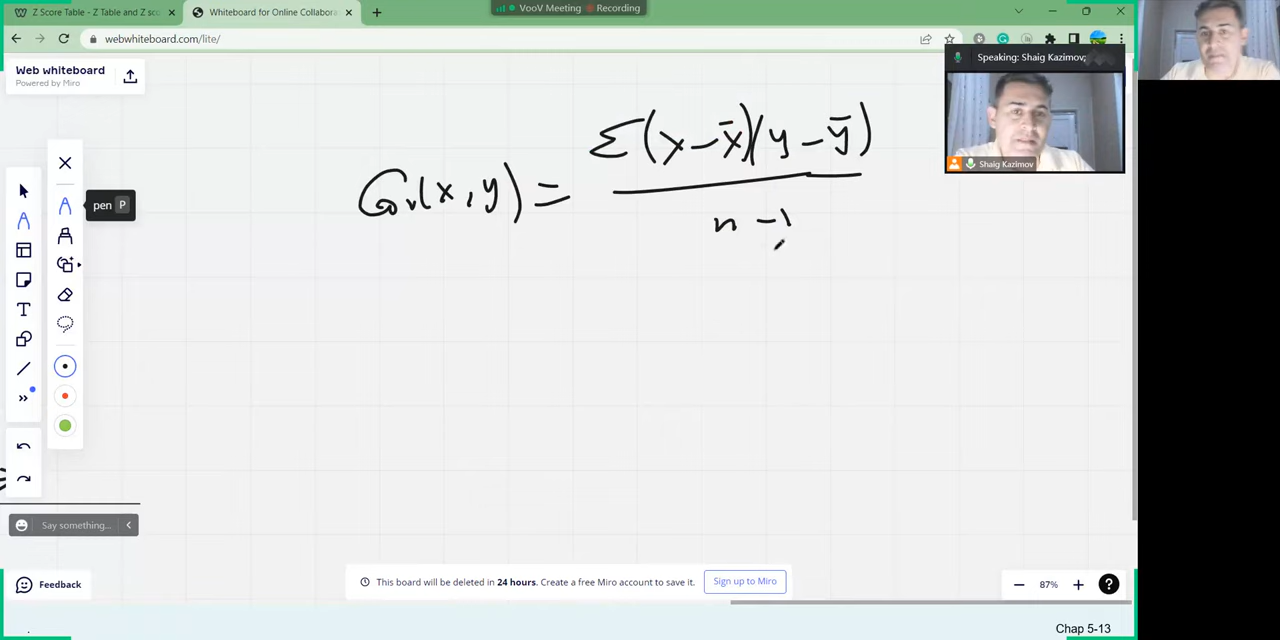 Z Score Table - Z Table and Z sco
Whiteboard for Online Collabora
VooV Meeting Recording
webwhiteboard.com/lite/
Web whiteboard
Powered by Miro
Speaking: Shaig Kazimov;
Shaig Kazimov
pen P
Σ(x-x̄)(y-ȳ)
Cov(x,y)=
n-1
Say something...
Feedback
This board will be deleted in 24 hours. Create a free Miro account to save it.
Sign up to Miro
87%
Chap 5-13